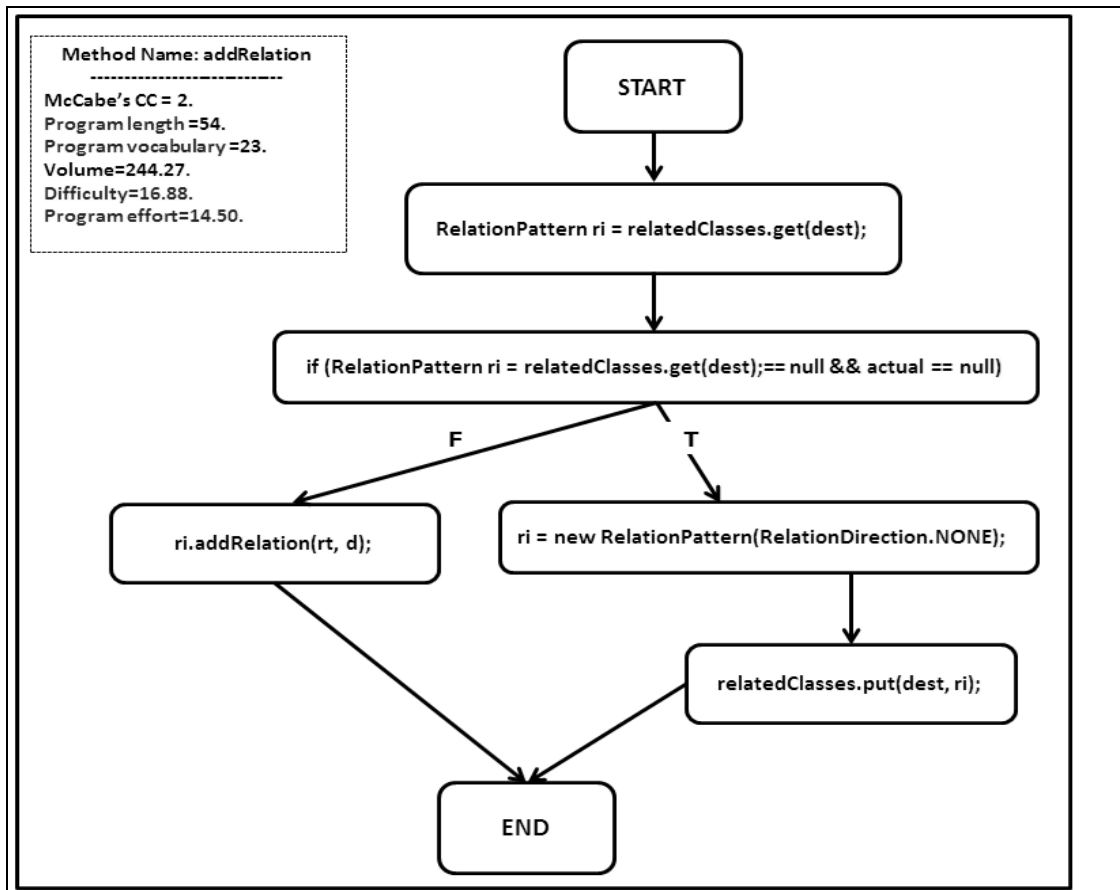 Method Name: addRelation
----------------------------
McCabe's CC = 2.
Program length =54.
Program vocabulary =23.
Volume=244.27.
Difficulty=16.88.
Program effort=14.50.
START
RelationPattern ri = relatedClasses.get(dest);
if (RelationPattern ri = relatedClasses.get(dest);== null && actual == null)
F
T
ri.addRelation(rt, d);
ri = new RelationPattern(RelationDirection.NONE);
relatedClasses.put(dest, ri);
END